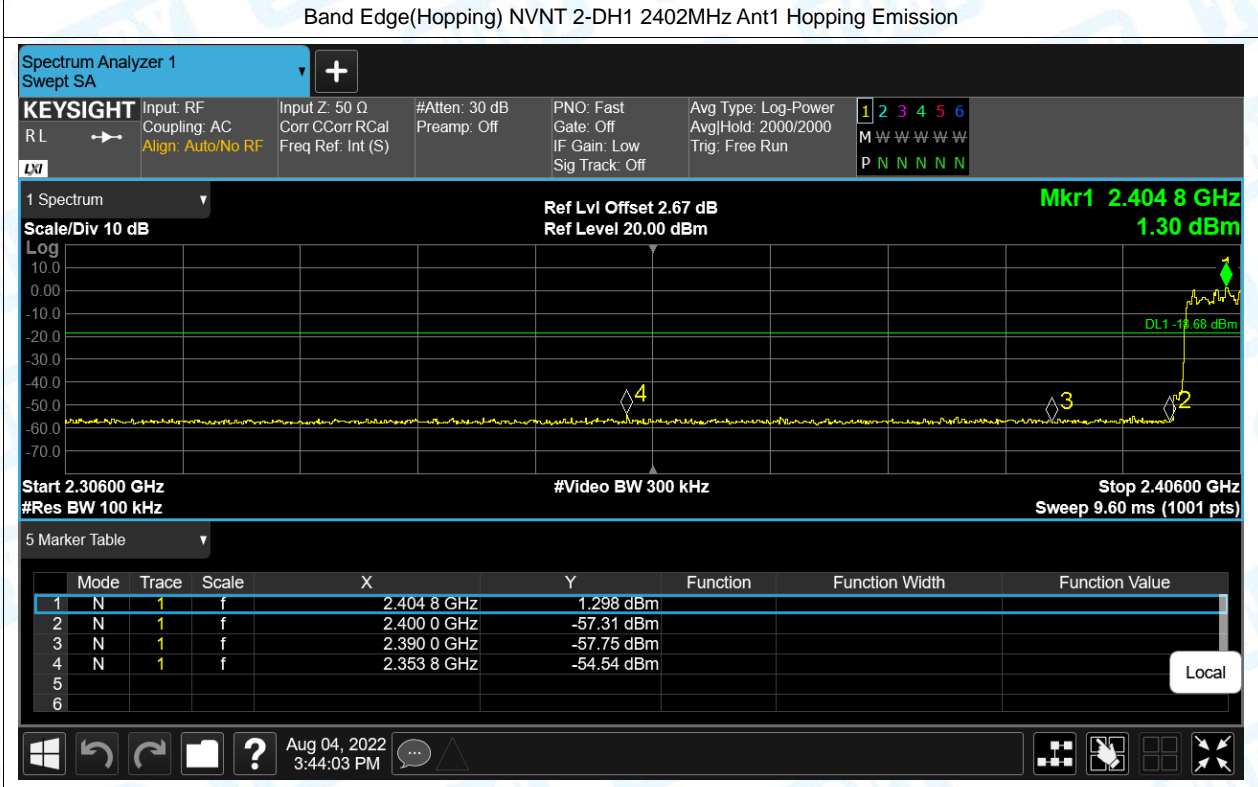 Band Edge(Hopping) NVNT 2-DH1 2402MHz Ant1 Hopping Emission
Spectrum Analyzer 1
Swept SA
+
KEYSIGHT
R L
LXI
Input: RF
Coupling: AC
Align: Auto/No RF
Input Z: 50 Ω
Corr CCorr RCal
Freq Ref: Int (S)
#Atten: 30 dB
Preamp: Off
PNO: Fast
Gate: Off
IF Gain: Low
Sig Track: Off
Avg Type: Log-Power
Avg|Hold: 2000/2000
Trig: Free Run
1 2 3 4 5 6
M W W W W W
P N N N N N
1 Spectrum
Scale/Div 10 dB
Ref Lvl Offset 2.67 dB
Ref Level 20.00 dBm
Mkr1 2.404 8 GHz
1.30 dBm
Log
10.0
0.00
-10.0
-20.0
-30.0
-40.0
-50.0
-60.0
-70.0
1
DL1 -18.68 dBm
4
3
2
Start 2.30600 GHz
#Video BW 300 kHz
Stop 2.40600 GHz
#Res BW 100 kHz
Sweep 9.60 ms (1001 pts)
5 Marker Table
Mode Trace Scale X Y Function Function Width Function Value
1 N 1 f 2.404 8 GHz 1.298 dBm
2 N 1 f 2.400 0 GHz -57.31 dBm
3 N 1 f 2.390 0 GHz -57.75 dBm
4 N 1 f 2.353 8 GHz -54.54 dBm
5
6
Local
?
Aug 04, 2022
3:44:03 PM